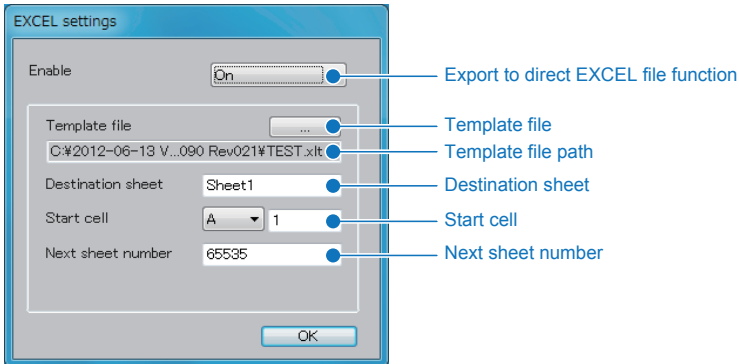 EXCEL settings
Enable
On
Export to direct EXCEL file function
Template file
...
Template file
C:¥2012-06-13 V...090 Rev021¥TEST.xlt
Template file path
Destination sheet
Sheet1
Destination sheet
Start cell
A
1
Start cell
Next sheet number
65535
Next sheet number
OK